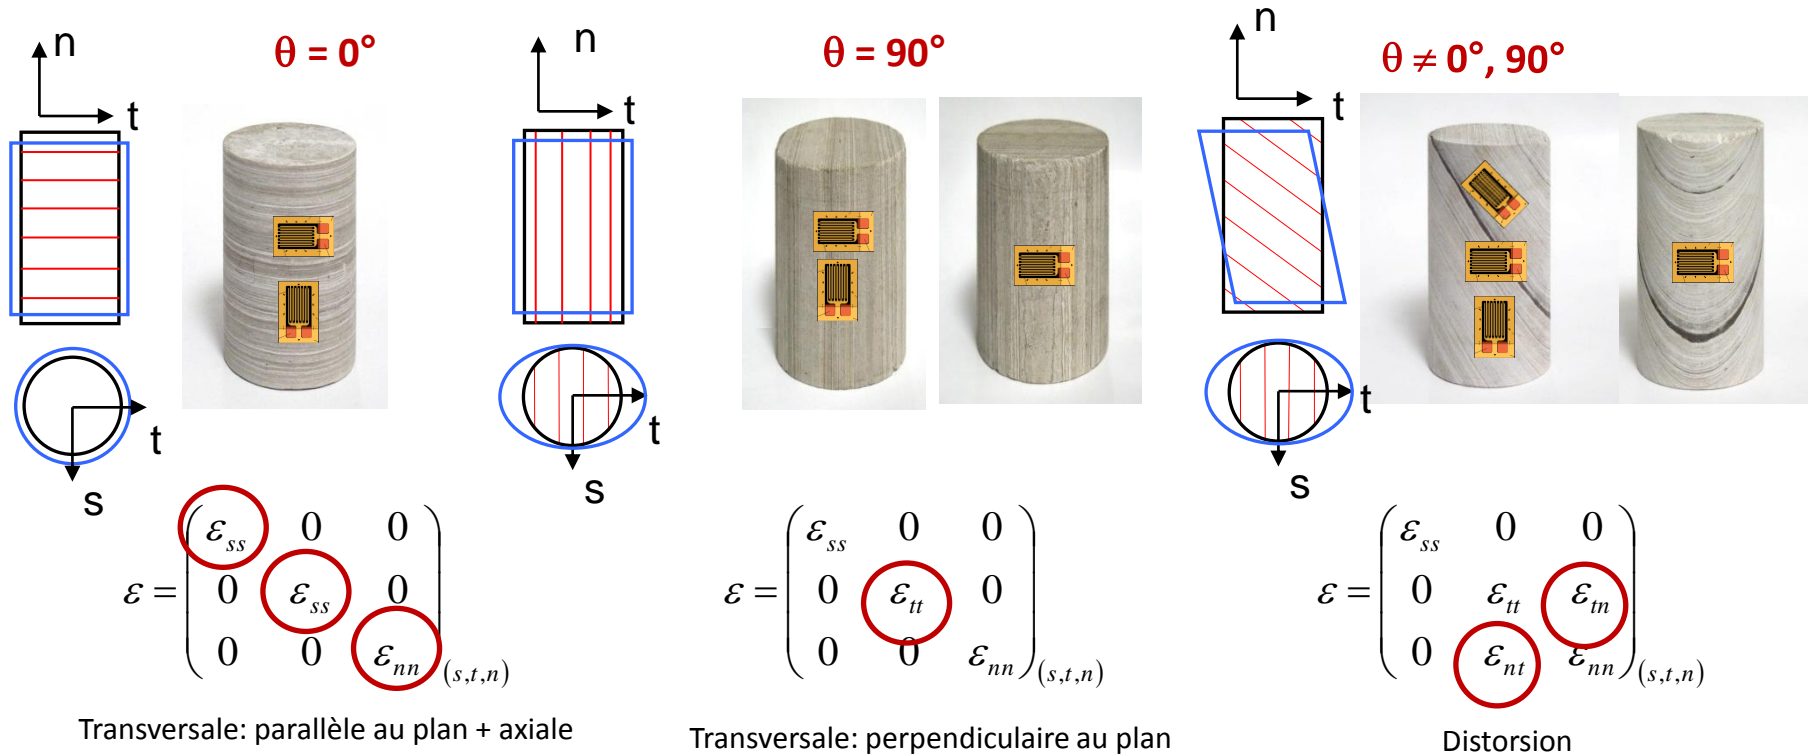 n
t
θ = 0°
t
s
ε = ( ε_ss 0 0
0 ε_ss 0
0 0 ε_nn )_(s,t,n)
Transversale: parallèle au plan + axiale
n
t
θ = 90°
t
s
ε = ( ε_ss 0 0
0 ε_tt 0
0 0 ε_nn )_(s,t,n)
Transversale: perpendiculaire au plan
n
t
θ ≠ 0°, 90°
t
s
ε = ( ε_ss 0 0
0 ε_tt ε_tn
0 ε_nt ε_nn )_(s,t,n)
Distorsion